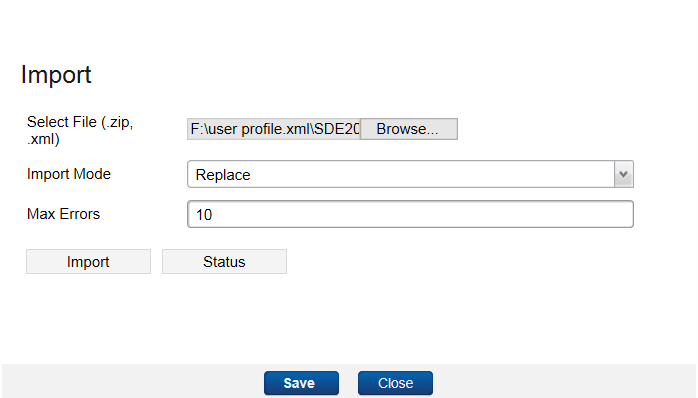 Import
Select File (.zip,
.xml)
F:\user profile.xml\SDE20
Browse...
Import Mode
Replace
Max Errors
10
Import
Status
Save
Close